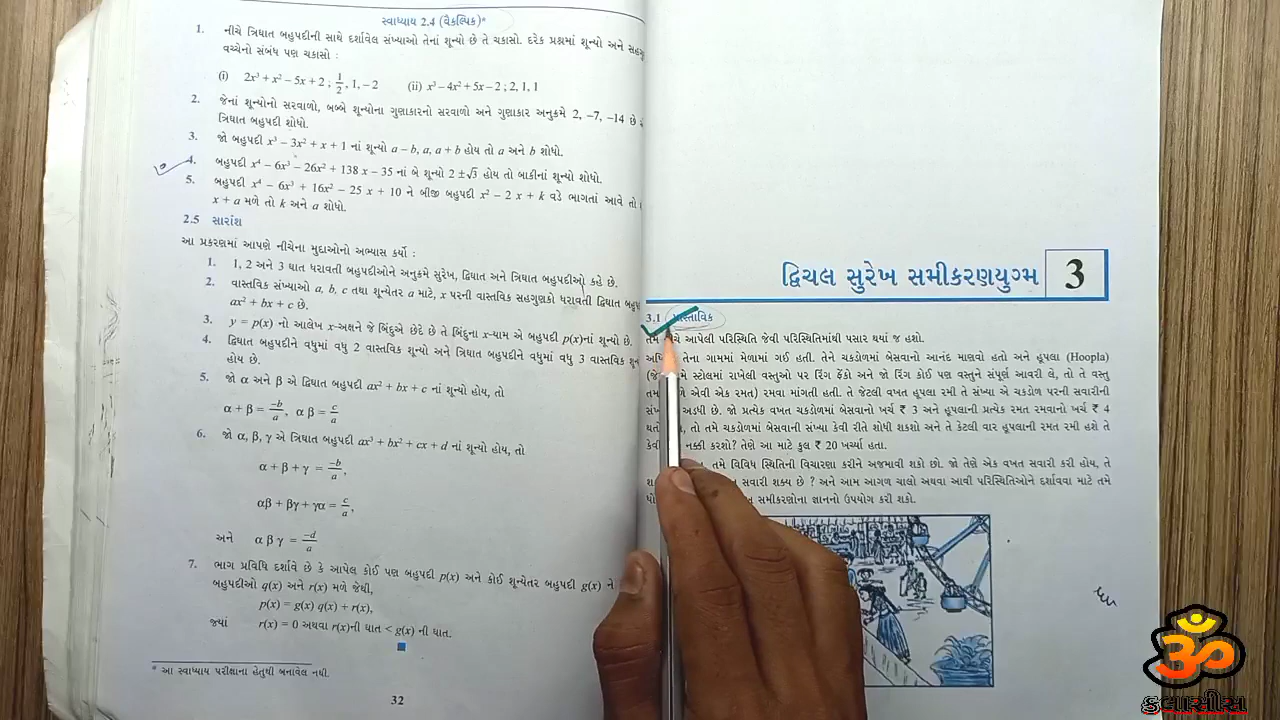 સ્વાધ્યાય 2.4 (વૈકલ્પિક)*
1. નીચે ત્રિઘાત બહુપદીની સાથે દર્શાવેલ સંખ્યાઓ તેનાં શૂન્યો છે તે ચકાસો. દરેક પ્રશ્નમાં શૂન્યો અને
વચ્ચેનો સંબંધ પણ ચકાસો :
(i) 2x³ + x² – 5x + 2 ; 1/2, 1, – 2 (ii) x³ – 4x² + 5x – 2 ; 2, 1, 1
2. જેનાં શૂન્યોનો સરવાળો, બબ્બે શૂન્યોના ગુણાકારનો સરવાળો અને ગુણાકાર અનુક્રમે 2, –7, –14 છે
ત્રિઘાત બહુપદી શોધો.
3. જો બહુપદી x³ – 3x² + x + 1 નાં શૂન્યો a – b, a, a + b હોય તો a અને b શોધો.
4. બહુપદી x⁴ – 6x³ – 26x² + 138 x – 35 નાં બે શૂન્યો 2 ± √3 હોય તો બાકીનાં શૂન્યો શોધો.
5. બહુપદી x⁴ – 6x³ + 16x² – 25 x + 10 ને બીજી બહુપદી x² – 2 x + k વડે ભાગતાં આવે તો
x + a મળે તો k અને a શોધો.
2.5 સારાંશ
આ પ્રકરણમાં આપણે નીચેના મુદાઓનો અભ્યાસ કર્યો :
1. 1, 2 અને 3 ઘાત ધરાવતી બહુપદીઓને અનુક્રમે સુરેખ, દ્વિઘાત અને ત્રિઘાત બહુપદીઓ કહે છે.
2. વાસ્તવિક સંખ્યાઓ a, b, c તથા શૂન્યેતર a માટે, x પરની વાસ્તવિક સહગુણકો ધરાવતી દ્વિઘાત
ax² + bx + c છે.
3. y = p(x) નો આલેખ x-અક્ષને જે બિંદુએ છેદે છે તે બિંદુના x-યામ એ બહુપદી p(x)નાં શૂન્યો છે.
4. દ્વિઘાત બહુપદીને વધુમાં વધુ 2 વાસ્તવિક શૂન્યો અને ત્રિઘાત બહુપદીને વધુમાં વધુ 3 વાસ્તવિક
હોય છે.
5. જો α અને β એ દ્વિઘાત બહુપદી ax² + bx + c નાં શૂન્યો હોય, તો
α + β = –b/a, α β = c/a
6. જો α, β, γ એ ત્રિઘાત બહુપદી ax³ + bx² + cx + d નાં શૂન્યો હોય, તો
α + β + γ = –b/a,
αβ + βγ + γα = c/a,
અને α β γ = –d/a
7. ભાગ પ્રવિધિ દર્શાવે છે કે આપેલ કોઈ પણ બહુપદી p(x) અને કોઈ શૂન્યેતર બહુપદી g(x) ને
બહુપદીઓ q(x) અને r(x) મળે જેથી,
p(x) = g(x) q(x) + r(x),
જ્યાં r(x) = 0 અથવા r(x)ની ઘાત < g(x) ની ઘાત.
* આ સ્વાધ્યાય પરીક્ષાના હેતુથી બનાવેલ નથી.
32
દ્વિચલ સુરેખ સમીકરણયુગ્મ 3
3.1 પ્રાસ્તાવિક
આપેલી પરિસ્થિતિ જેવી પરિસ્થિતિમાંથી પસાર થયાં જ હશો.
તેના ગામમાં મેળામાં ગઈ હતી. તેને ચકડોળમાં બેસવાનો આનંદ માણવો હતો અને હૂપલા (Hoopla)
સ્ટોલમાં રાખેલી વસ્તુઓ પર રિંગ ફેંકો અને જો રિંગ કોઈ પણ વસ્તુને સંપૂર્ણ આવરી લે, તો તે વસ્તુ
એવી એક રમત) રમવા માંગતી હતી. તે જેટલી વખત હૂપલા રમી તે સંખ્યા એ ચકડોળ પરની સવારીની
અડધી છે. જો પ્રત્યેક વખત ચકડોળમાં બેસવાનો ખર્ચ ₹ 3 અને હૂપલાની પ્રત્યેક રમત રમવાનો ખર્ચ ₹ 4
તો તમે ચકડોળમાં બેસવાની સંખ્યા કેવી રીતે શોધી શકશો અને તે કેટલી વાર હૂપલાની રમત રમી હશે તે
નક્કી કરશો? તેણે આ માટે કુલ ₹ 20 ખર્ચ્યા હતા.
તમે વિવિધ સ્થિતિની વિચારણા કરીને અજમાવી શકો છો. જો તેણે એક વખત સવારી કરી હોય, તે
સવારી શક્ય છે ? અને આમ આગળ ચાલો અથવા આવી પરિસ્થિતિઓને દર્શાવવા માટે તમે
સમીકરણોના જ્ઞાનનો ઉપયોગ કરી શકો.
ૐ
ક્લાસીસ